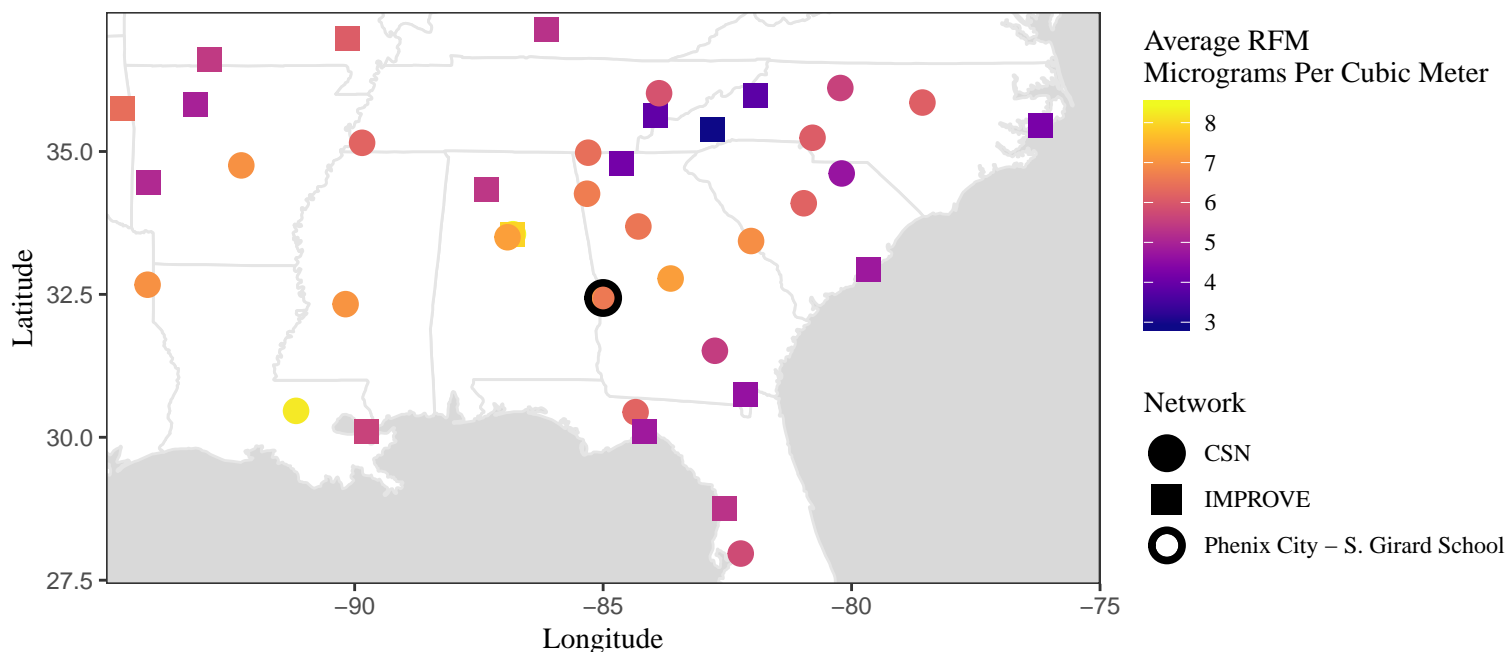 Average RFM
Micrograms Per Cubic Meter
8
7
6
5
4
3
Latitude
35.0
32.5
30.0
27.5
−90
−85
−80
−75
Longitude
Network
CSN
IMPROVE
Phenix City – S. Girard School